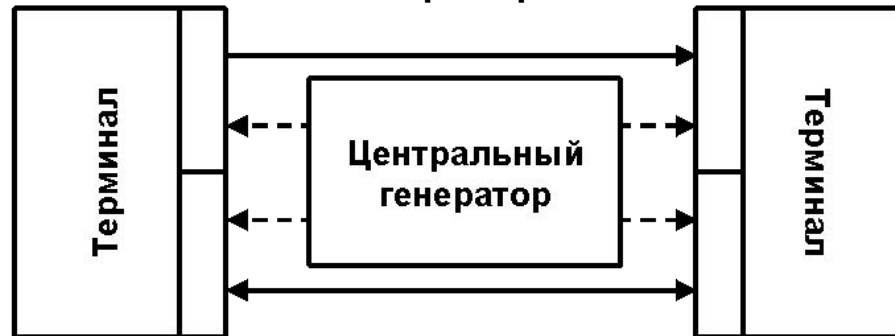 Терминал
Центральный
генератор
Терминал